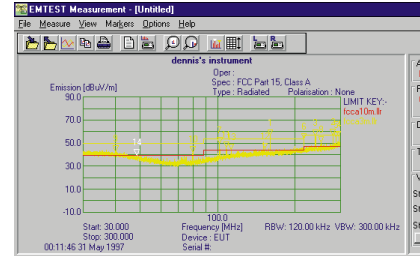 EMTEST Measurement - [Untitled]
File Measure View Markers Options Help
dennis's instrument
Oper :
Spec : FCC Part 15, Class A
Type : Radiated Polarisation : None
Emission [dBuV/m]
LIMIT KEY:-
fcca10m.llr
90.0
70.0
50.0
30.0
10.0
-10.0
14
100.0
Start: 30.000 Frequency [MHz] RBW: 120.00 kHz VBW: 300.00 kHz
Stop: 300.000 Device : EUT
00:11:46 31 May 1997 Serial #: